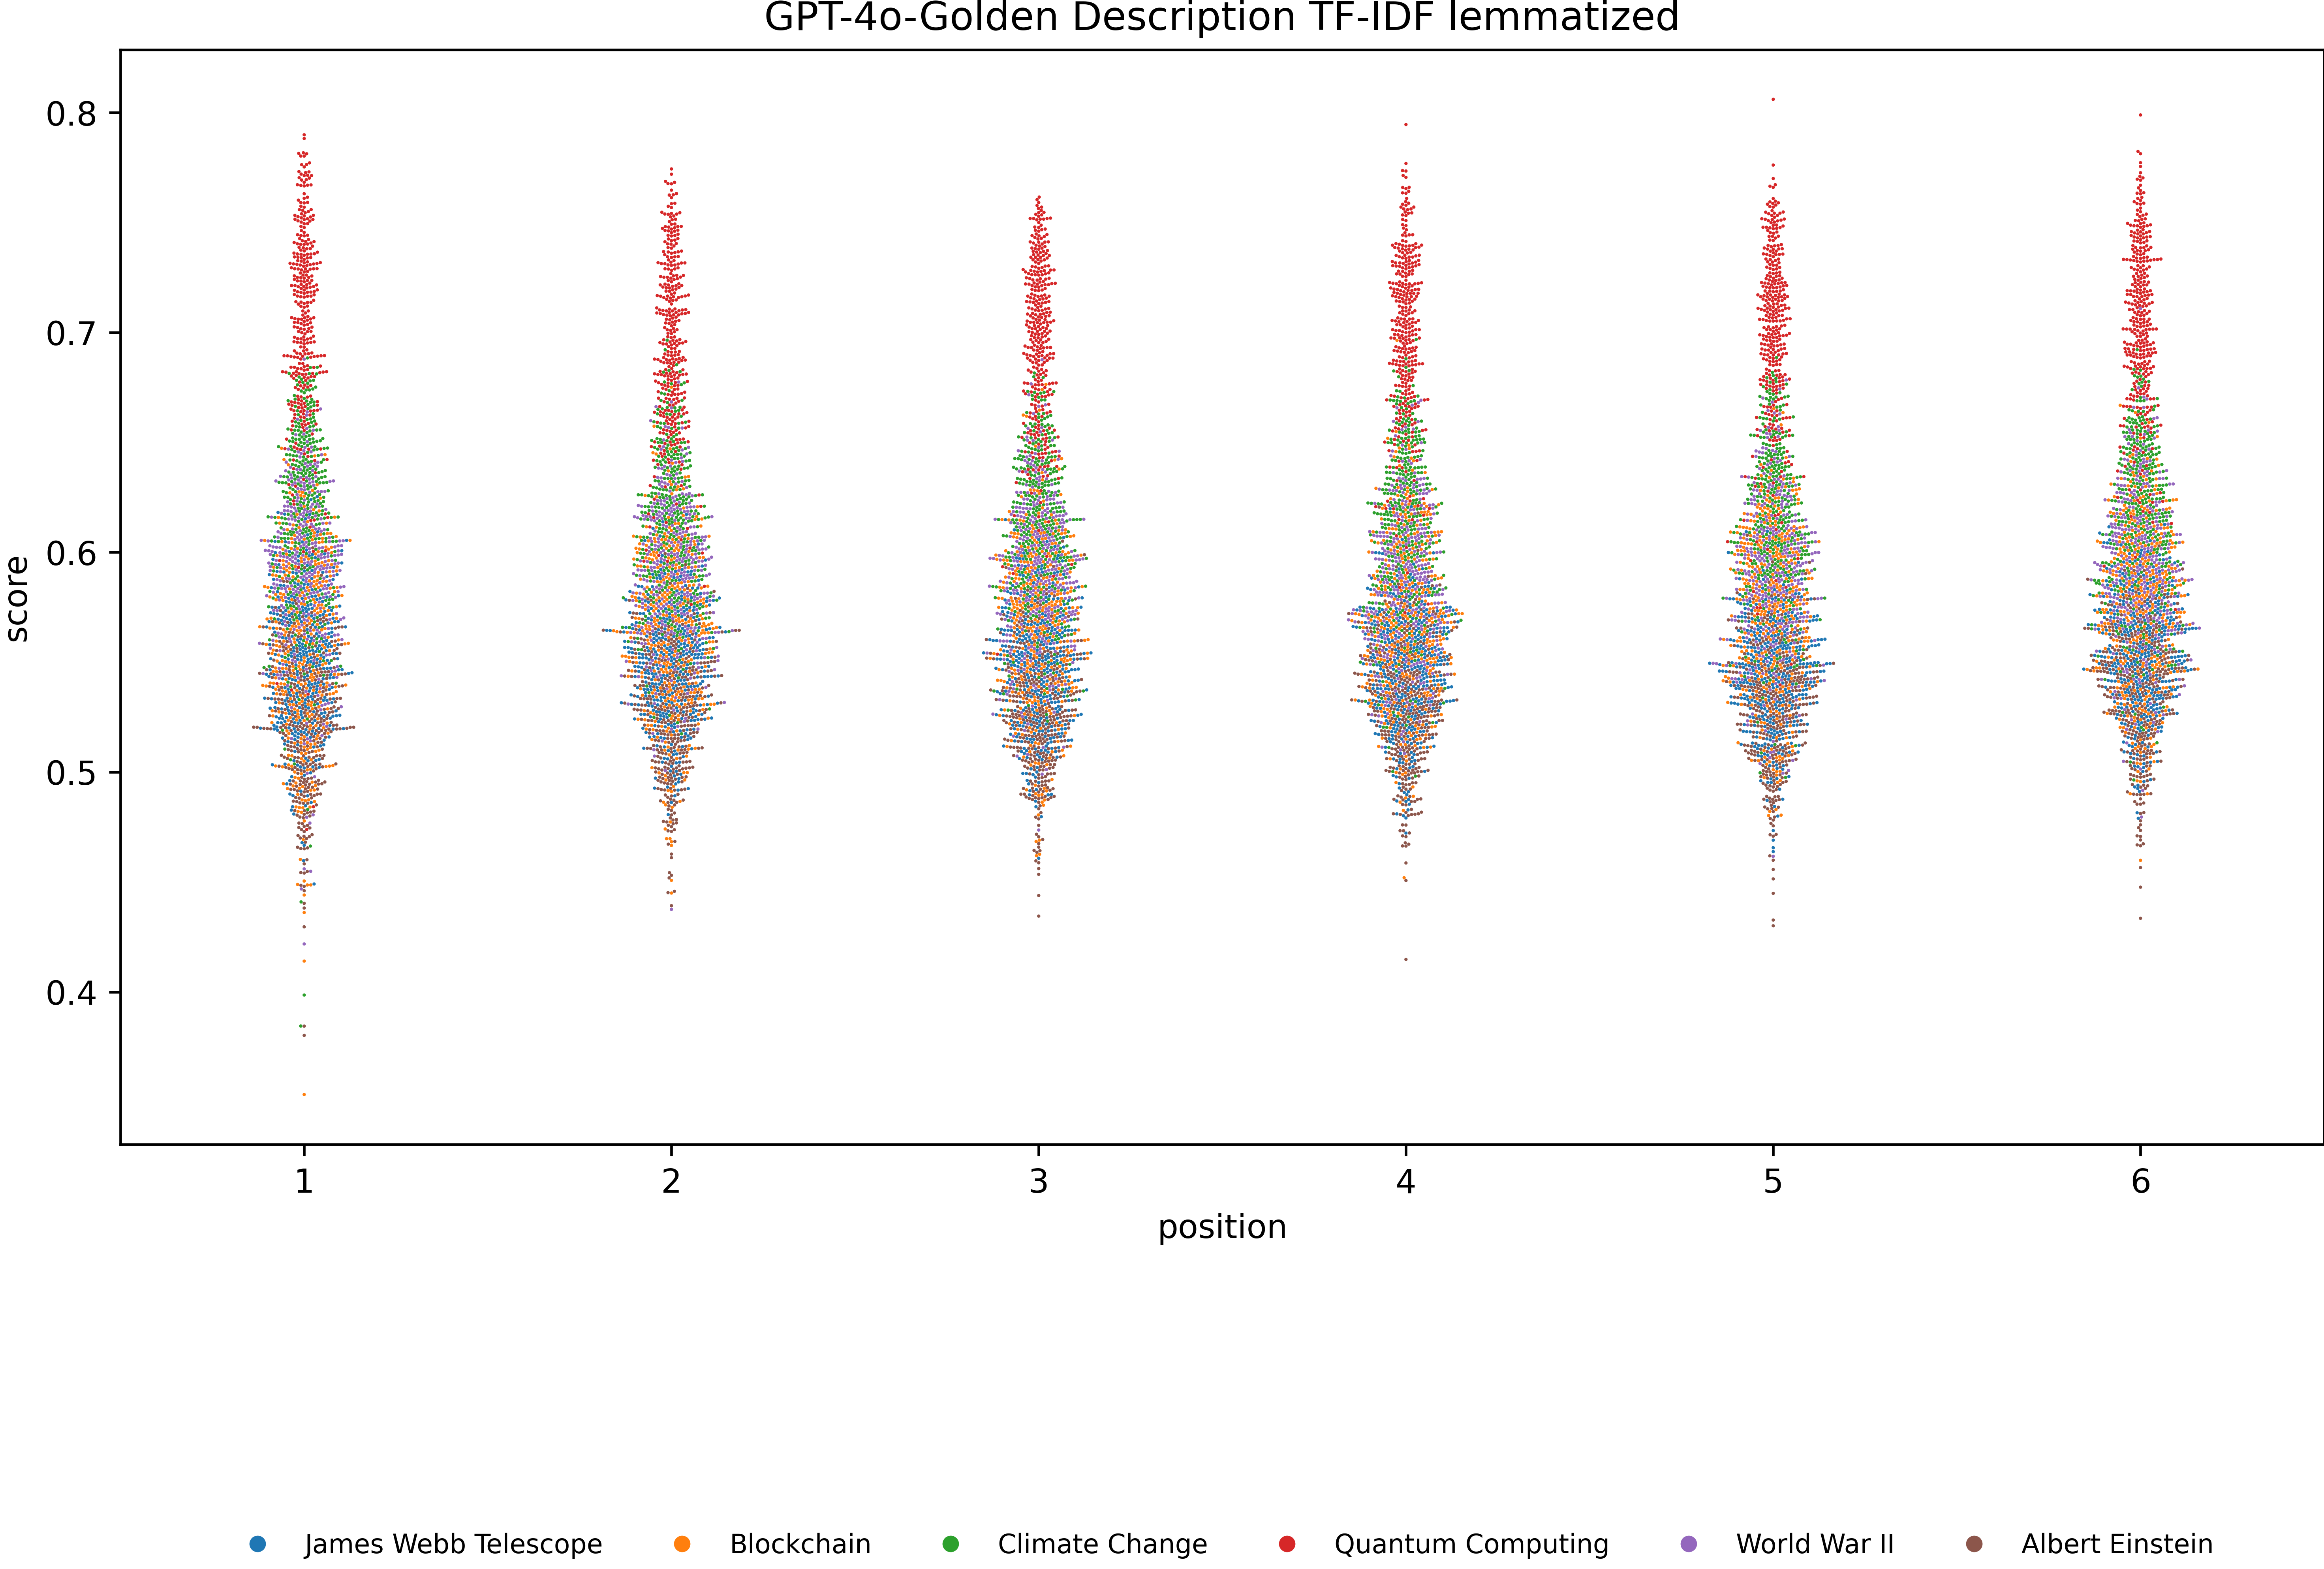 GPT-4o-Golden Description TF-IDF lemmatized
0.8
0.7
0.6
0.5
0.4
score
1 2 3 4 5 6
position
James Webb Telescope Blockchain Climate Change Quantum Computing World War II Albert Einstein